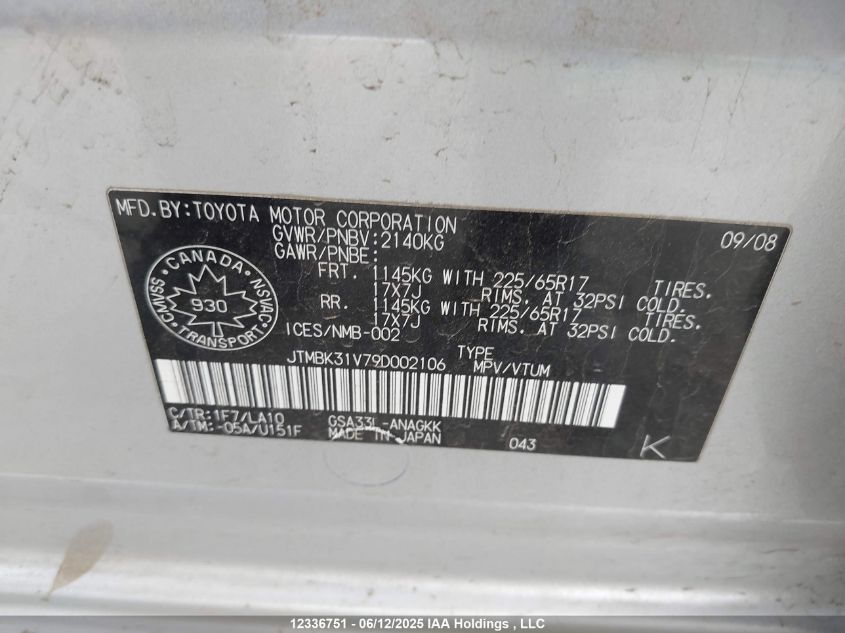 MFD.BY:TOYOTA MOTOR CORPORATION 09/08
GVWR/PNBV:2140KG
GAWR/PNBE:
FRT. 1145KG WITH 225/65R17 TIRES.
17X7J RIMS. AT 32PSI COLD.
RR. 1145KG WITH 225/65R17 TIRES.
17X7J RIMS. AT 32PSI COLD.
ICES/NMB-002
CANADA
CMVSS 930 NSVAC
TRANSPORT
JTMBK31V79D002106 TYPE
MPV/VTUM
C/TR:1F7/LA10 GSA33L-ANAGKK
A/TM:-05A/U151F MADE IN JAPAN 043 K
12336751 - 06/12/2025 IAA Holdings , LLC